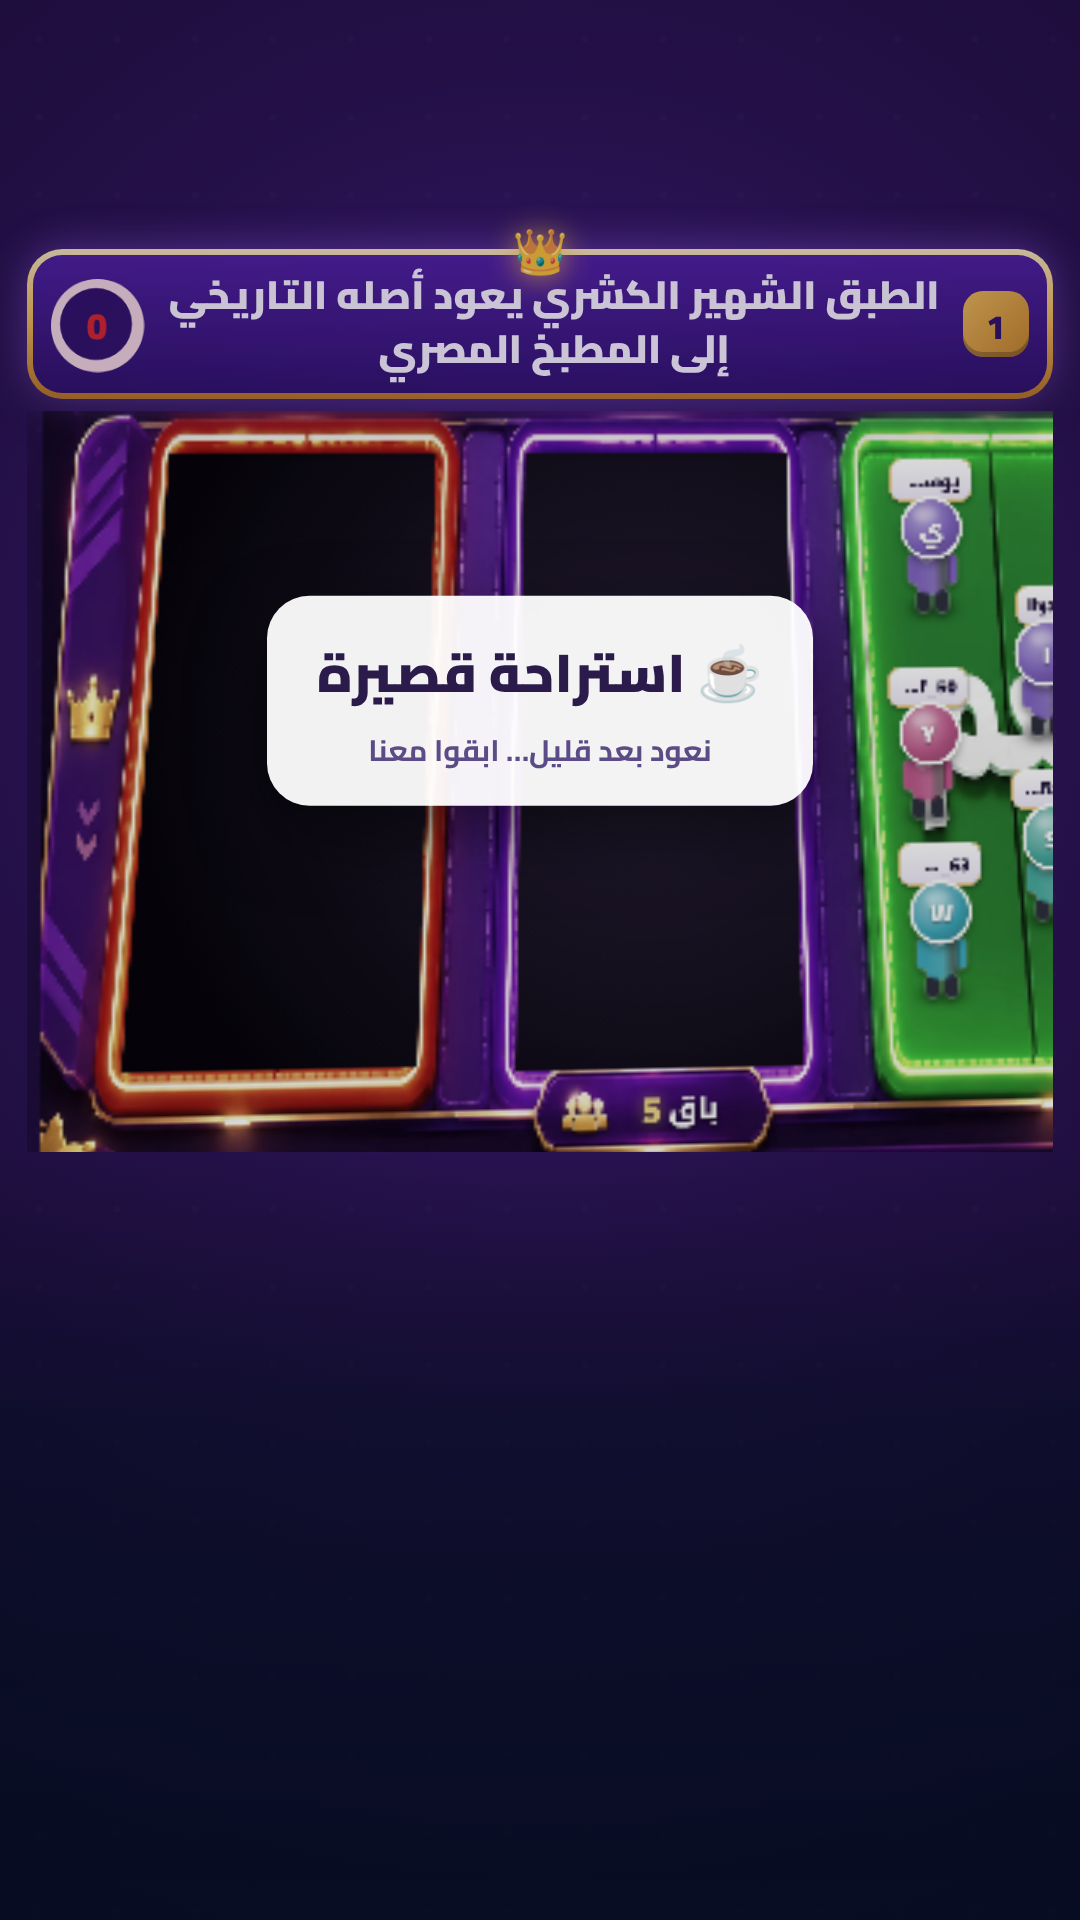 1
الطبق الشهير الكشري يعود أصله التاريخي
إلى المطبخ المصري
0
☕ استراحة قصيرة
نعود بعد قليل... ابقوا معنا
ي
W
باق 5